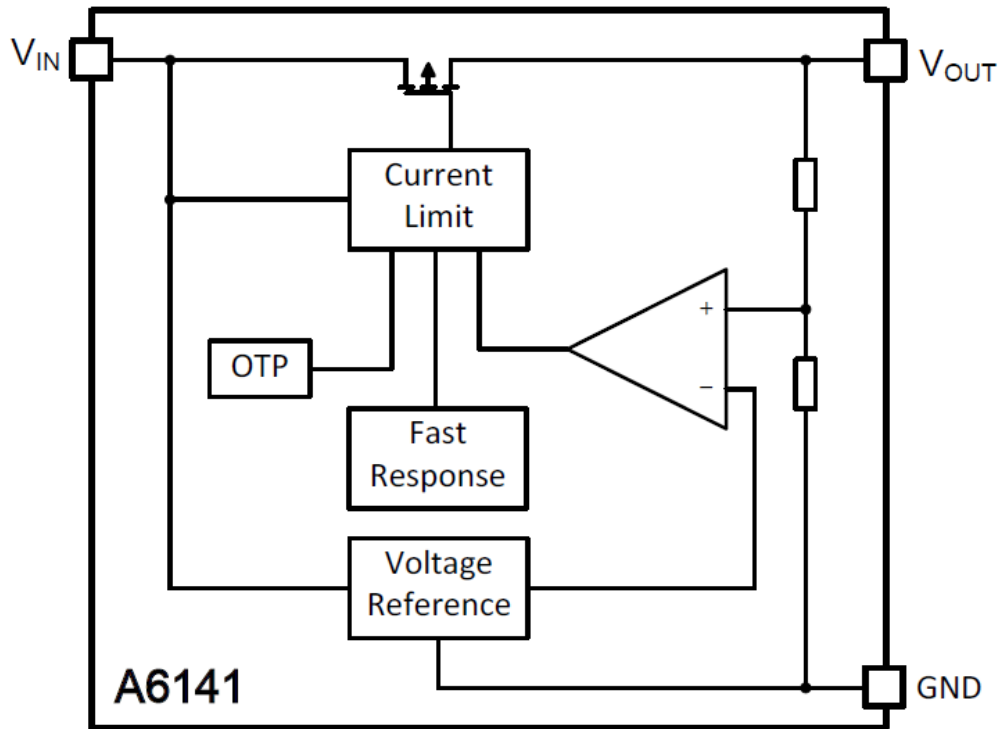 VIN
VOUT
Current
Limit
+
−
OTP
Fast
Response
Voltage
Reference
A6141
GND